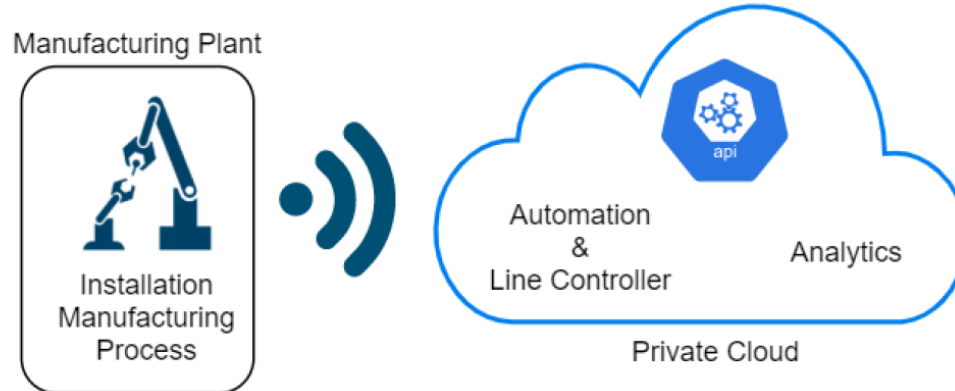 Manufacturing Plant
Installation
Manufacturing
Process
api
Automation
&
Line Controller
Analytics
Private Cloud